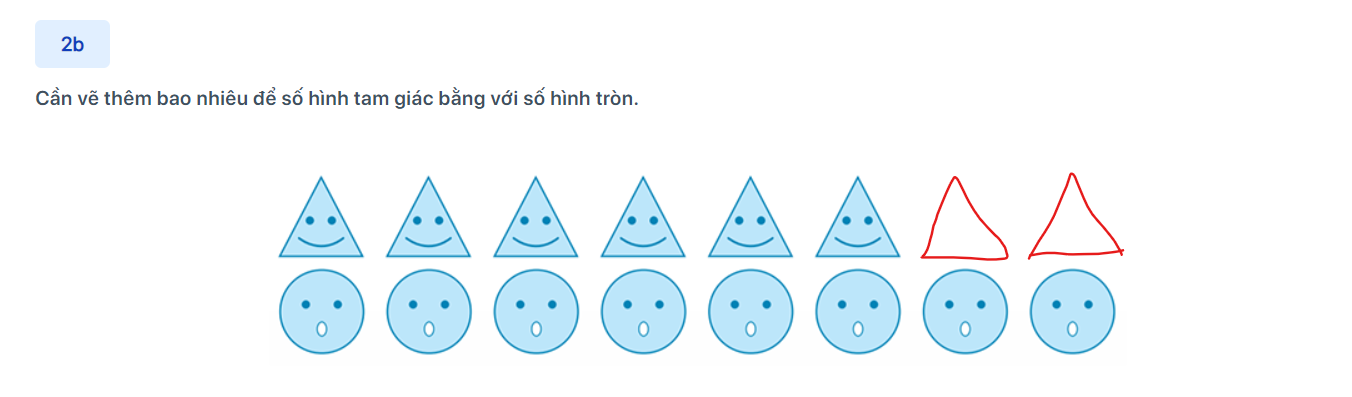 2b
Cần vẽ thêm bao nhiêu để số hình tam giác bằng với số hình tròn.